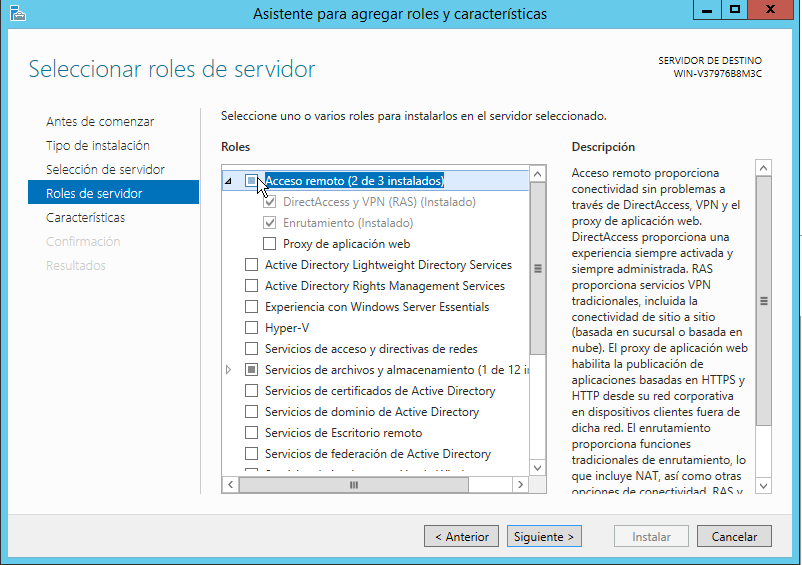 Asistente para agregar roles y características
Seleccionar roles de servidor
SERVIDOR DE DESTINO
WIN-V37976B8M3C
Antes de comenzar
Tipo de instalación
Selección de servidor
Roles de servidor
Características
Confirmación
Resultados
Seleccione uno o varios roles para instalarlos en el servidor seleccionado.
Roles
Acceso remoto (2 de 3 instalados)
DirectAccess y VPN (RAS) (Instalado)
Enrutamiento (Instalado)
Proxy de aplicación web
Active Directory Lightweight Directory Services
Active Directory Rights Management Services
Experiencia con Windows Server Essentials
Hyper-V
Servicios de acceso y directivas de redes
Servicios de archivos y almacenamiento (1 de 12 i
Servicios de certificados de Active Directory
Servicios de dominio de Active Directory
Servicios de Escritorio remoto
Servicios de federación de Active Directory
Descripción
Acceso remoto proporciona
conectividad sin problemas a
través de DirectAccess, VPN y el
proxy de aplicación web.
DirectAccess proporciona una
experiencia siempre activada y
siempre administrada. RAS
proporciona servicios VPN
tradicionales, incluida la
conectividad de sitio a sitio
(basada en sucursal o basada en
nube). El proxy de aplicación web
habilita la publicación de
aplicaciones basadas en HTTPS y
HTTP desde su red corporativa
en dispositivos clientes fuera de
dicha red. El enrutamiento
proporciona funciones
tradicionales de enrutamiento, lo
que incluye NAT, así como otras
opciones de conectividad. RAS y
< Anterior
Siguiente >
Instalar
Cancelar